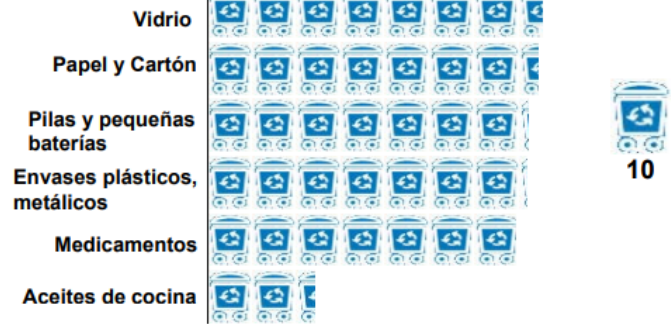 Vidrio
Papel y Cartón
Pilas y pequeñas
baterías
Envases plásticos,
metálicos
Medicamentos
Aceites de cocina
10